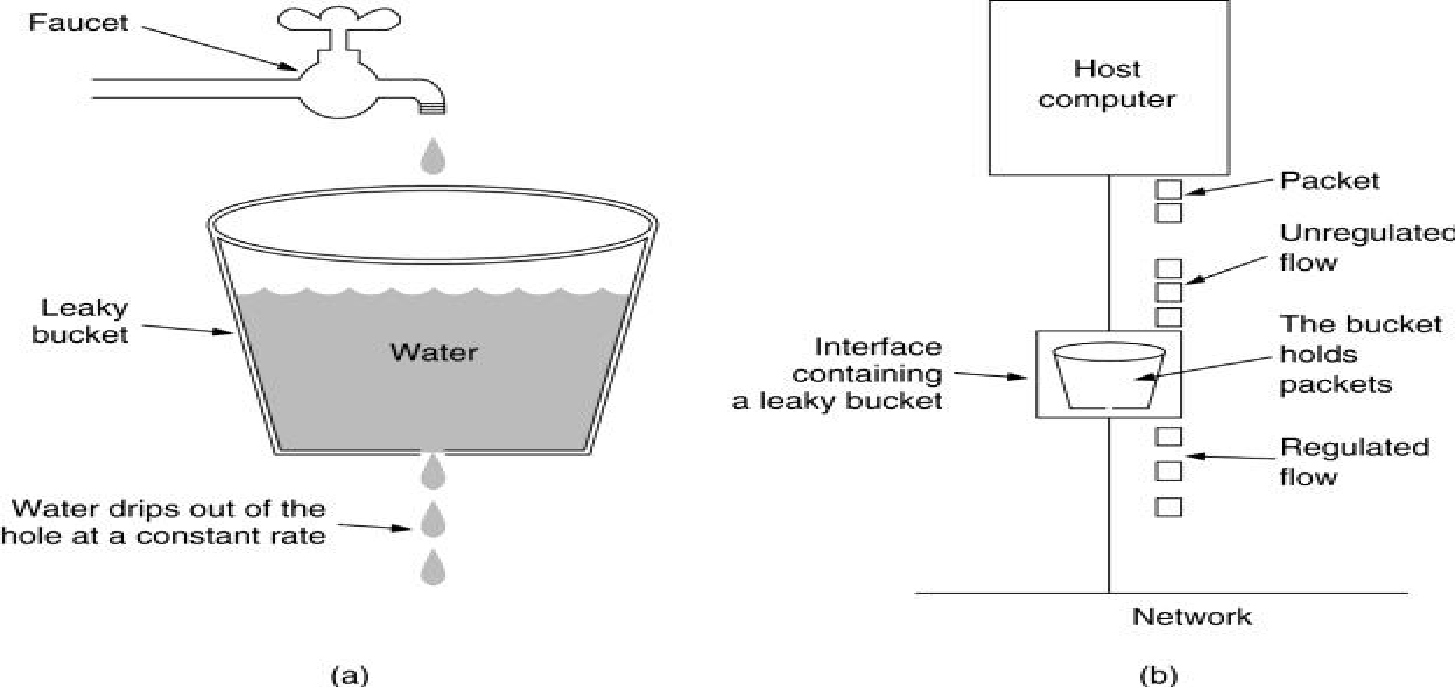 Faucet
Leaky
bucket
Water
Water drips out of the
hole at a constant rate
(a)
Host
computer
Packet
Unregulated
flow
The bucket
holds
packets
Interface
containing
a leaky bucket
Regulated
flow
Network
(b)